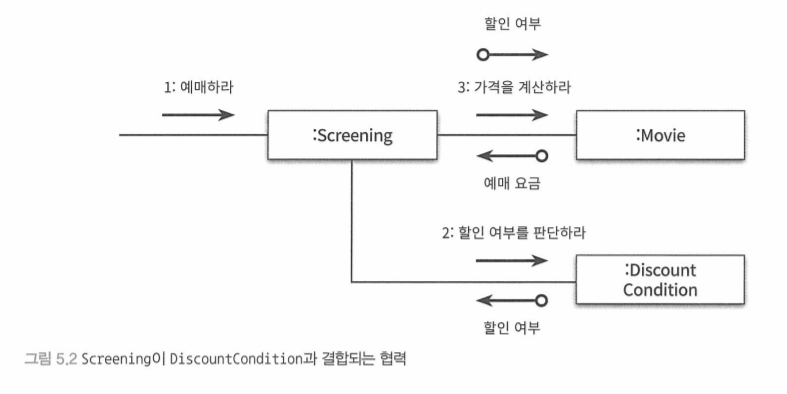 할인 여부
1: 예매하라
3: 가격을 계산하라
:Screening
:Movie
예매 요금
2: 할인 여부를 판단하라
:Discount
Condition
할인 여부
그림 5.2 Screening이 DiscountCondition과 결합되는 협력